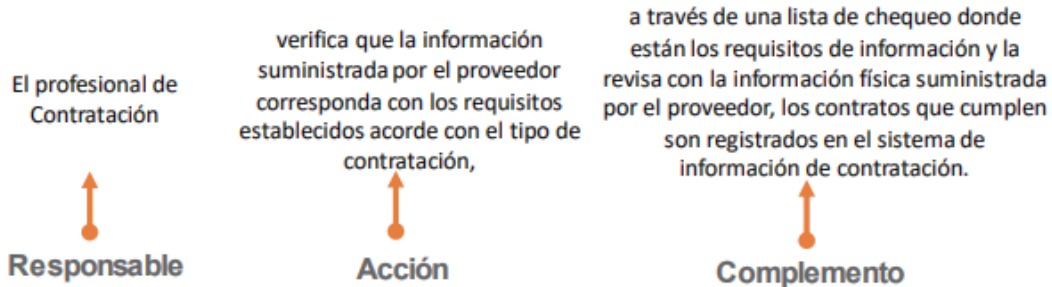 El profesional de
Contratación
verifica que la información
suministrada por el proveedor
corresponda con los requisitos
establecidos acorde con el tipo de
contratación,
a través de una lista de chequeo donde
están los requisitos de información y la
revisa con la información física suministrada
por el proveedor, los contratos que cumplen
son registrados en el sistema de
información de contratación.
Responsable
Acción
Complemento